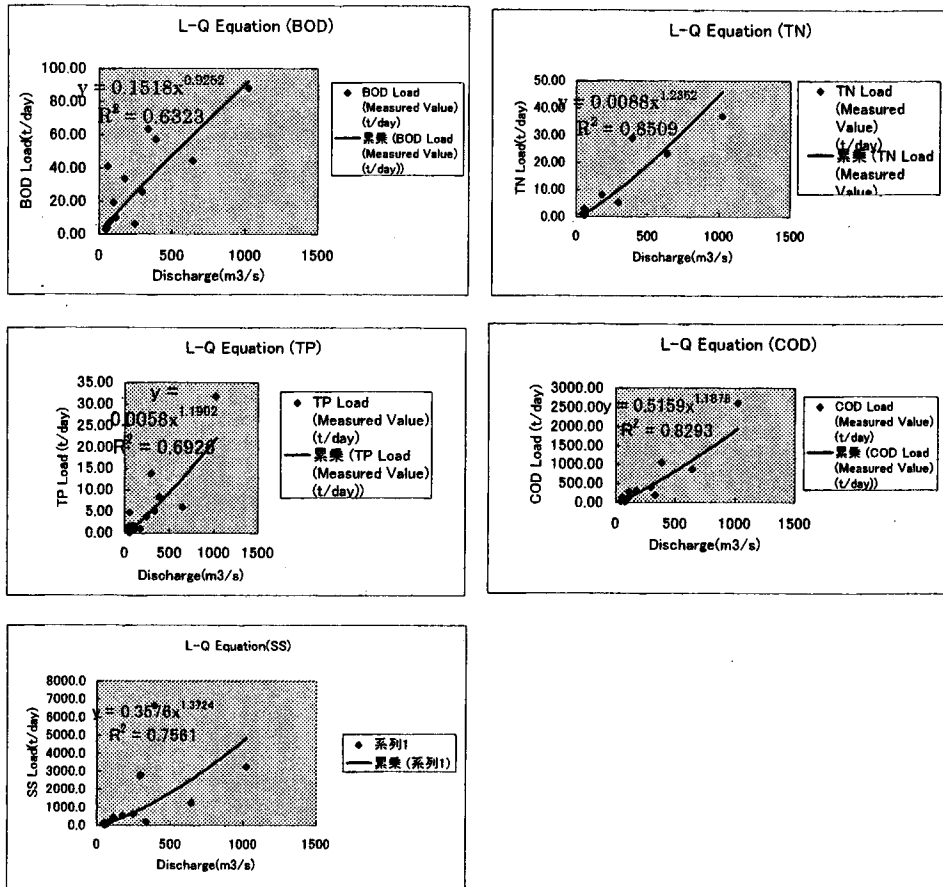 L-Q Equation (BOD)
100.00
80.00
60.00
40.00
20.00
0.00
BOD Load(t/day)
y = 0.1518x^0.9252
R² = 0.6323
0 500 1000 1500
Discharge(m3/s)
BOD Load
(Measured Value)
(t/day)
累乗 (BOD Load
(Measured Value)
(t/day))
L-Q Equation (TN)
50.00
40.00
30.00
20.00
10.00
0.00
TN Load(t/day)
y = 0.0088x^1.2352
R² = 0.8509
0 500 1000 1500
Discharge(m3/s)
TN Load
(Measured
Value)
(t/day)
累乗 (TN Load
(Measured
Value)
L-Q Equation (TP)
35.00
30.00
25.00
20.00
15.00
10.00
5.00
0.00
TP Load (t/day)
y =
0.0058x^1.1902
R² = 0.6926
0 500 1000 1500
Discharge(m3/s)
TP Load
(Measured Value)
(t/day)
累乗 (TP Load
(Measured Value)
(t/day))
L-Q Equation (COD)
3000.00
2500.00
2000.00
1500.00
1000.00
500.00
0.00
COD Load (t/day)
y = 0.5159x
R² = 0.8293
0 500 1000 1500
Discharge(m3/s)
COD Load
(Measured Value)
(t/day)
累乗 (COD Load
(Measured Value)
(t/day))
L-Q Equation(SS)
8000.0
7000.0
6000.0
5000.0
4000.0
3000.0
2000.0
1000.0
0.0
SS Load(t/day)
y = 0.3576x^1.3724
R² = 0.7561
0 500 1000 1500
Discharge(m3/s)
系列1
累乗 (系列1)